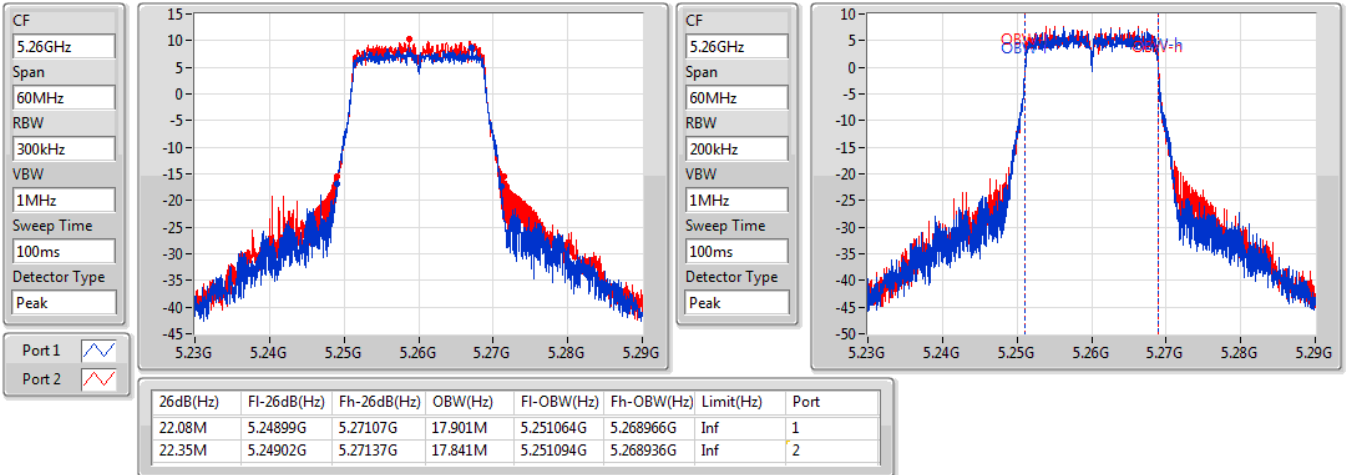 CF
5.26GHz
Span
60MHz
RBW
300kHz
VBW
1MHz
Sweep Time
100ms
Detector Type
Peak
Port 1
Port 2
15
10
5
0
-5
-10
-15
-20
-25
-30
-35
-40
-45
5.23G 5.24G 5.25G 5.26G 5.27G 5.28G 5.29G
CF
5.26GHz
Span
60MHz
RBW
200kHz
VBW
1MHz
Sweep Time
100ms
Detector Type
Peak
10
5
0
-5
-10
-15
-20
-25
-30
-35
-40
-45
-50
OBW-h
5.23G 5.24G 5.25G 5.26G 5.27G 5.28G 5.29G
26dB(Hz) Fl-26dB(Hz) Fh-26dB(Hz) OBW(Hz) Fl-OBW(Hz) Fh-OBW(Hz) Limit(Hz) Port
22.08M 5.24899G 5.27107G 17.901M 5.251064G 5.268966G Inf 1
22.35M 5.24902G 5.27137G 17.841M 5.251094G 5.268936G Inf 2